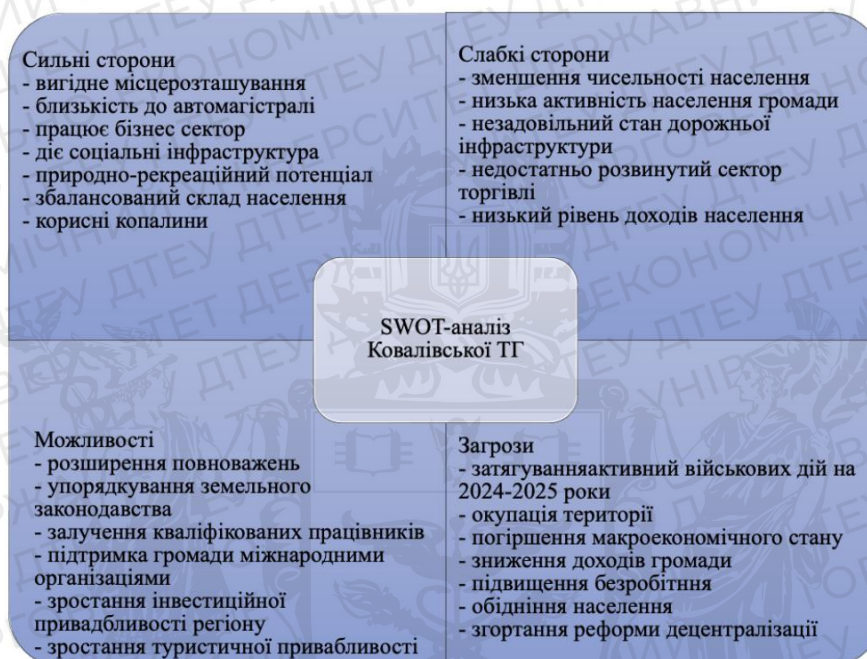 Сильні сторони
- вигідне місцерозташування
- близькість до автомагістралі
- працює бізнес сектор
- діє соціальні інфраструктура
- природно-рекреаційний потенціал
- збалансований склад населення
- корисні копалини
Слабкі сторони
- зменшення чисельності населення
- низька активність населення громади
- незадовільний стан дорожньої
інфраструктури
- недостатньо розвинутий сектор
торгівлі
- низький рівень доходів населення
SWOT-аналіз
Ковалівської ТГ
Можливості
- розширення повноважень
- упорядкування земельного
законодавства
- залучення кваліфікованих працівників
- підтримка громади міжнародними
організаціями
- зростання інвестиційної
привадбливості регіону
- зростання туристичної привабливості
Загрози
- затягуванняактивний військових дій на
2024-2025 роки
- окупація території
- погіршення макроекономічного стану
- зниження доходів громади
- підвищення безробітння
- обідніння населення
- згортання реформи децентралізації